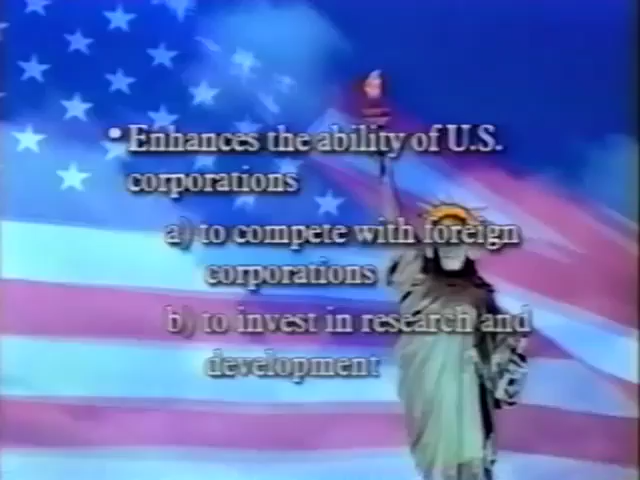 • Enhances the ability of U.S.
corporations
a) to compete with foreign
corporations
b) to invest in research and
development